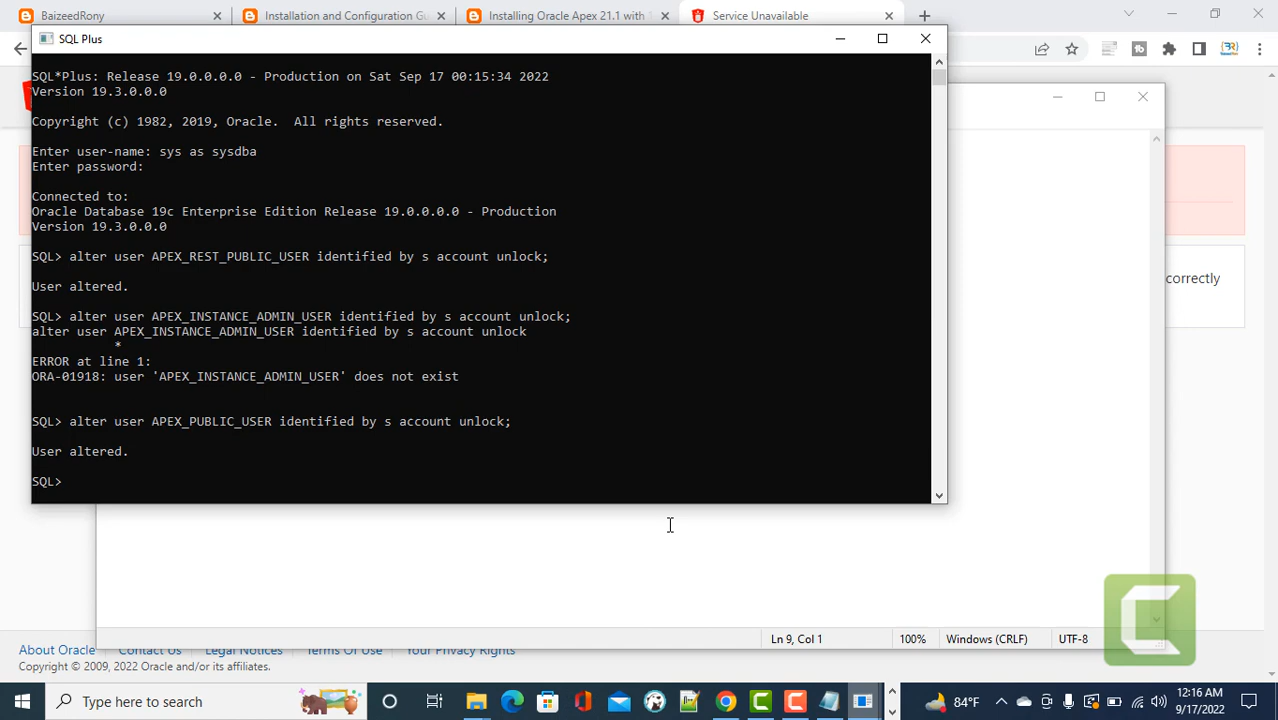 BaizeedRony
Installation and Configuration Gu
Installing Oracle Apex 21.1 with 1
Service Unavailable
SQL Plus
SQL*Plus: Release 19.0.0.0.0 - Production on Sat Sep 17 00:15:34 2022
Version 19.3.0.0.0
Copyright (c) 1982, 2019, Oracle.  All rights reserved.
Enter user-name: sys as sysdba
Enter password:
Connected to:
Oracle Database 19c Enterprise Edition Release 19.0.0.0.0 - Production
Version 19.3.0.0.0
SQL> alter user APEX_REST_PUBLIC_USER identified by s account unlock;
User altered.
SQL> alter user APEX_INSTANCE_ADMIN_USER identified by s account unlock;
alter user APEX_INSTANCE_ADMIN_USER identified by s account unlock
*
ERROR at line 1:
ORA-01918: user 'APEX_INSTANCE_ADMIN_USER' does not exist
correctly
SQL> alter user APEX_PUBLIC_USER identified by s account unlock;
User altered.
SQL>
Ln 9, Col 1
100%
Windows (CRLF)
UTF-8
About Oracle
Contact Us
Legal Notices
Terms Of Use
Your Privacy Rights
Copyright © 2009, 2022 Oracle and/or its affiliates.
Type here to search
84°F
12:16 AM
9/17/2022